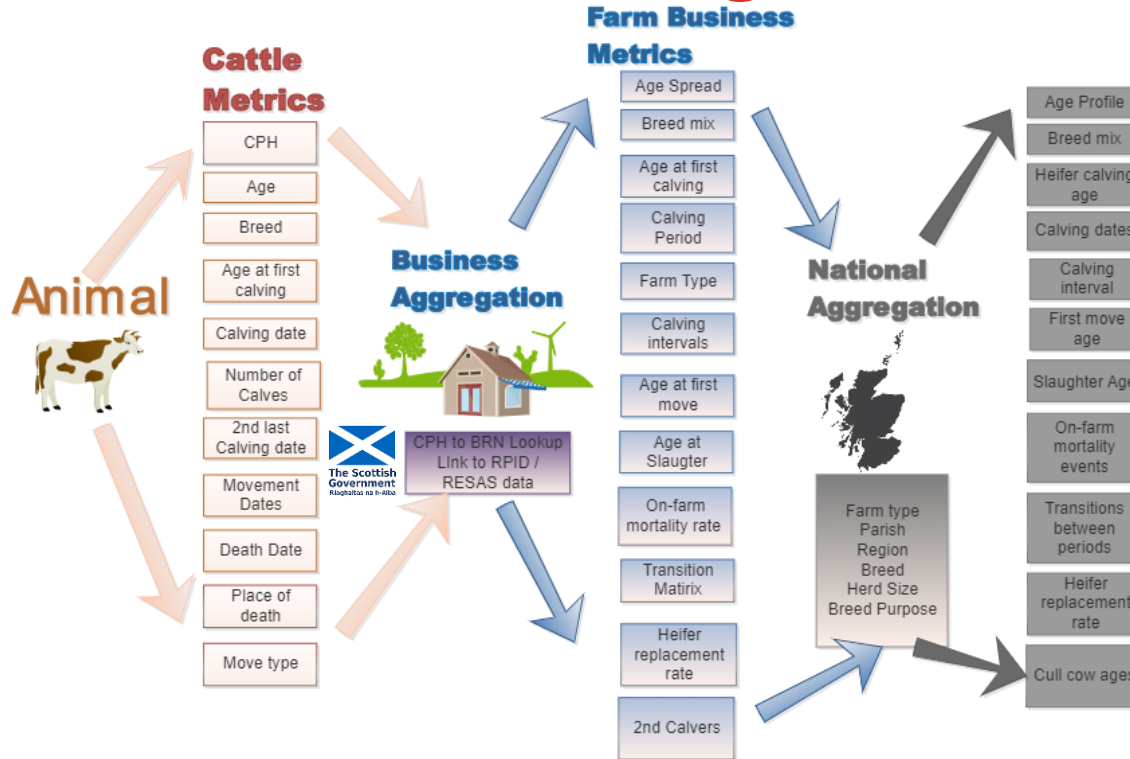 Animal
Cattle
Metrics
CPH
Age
Breed
Age at first
calving
Calving date
Number of
Calves
2nd last
Calving date
Movement
Dates
Death Date
Place of
death
Move type
Business
Aggregation
The Scottish
Government
Riaghaltas na h-Alba
CPH to BRN Lookup
Link to RPID /
RESAS data
Farm Business
Metrics
Age Spread
Breed mix
Age at first
calving
Calving
Period
Farm Type
Calving
intervals
Age at first
move
Age at
Slaugter
On-farm
mortality rate
Transition
Matirix
Heifer
replacement
rate
2nd Calvers
National
Aggregation
Farm type
Parish
Region
Breed
Herd Size
Breed Purpose
Age Profile
Breed mix
Heifer calving
age
Calving dates
Calving
interval
First move
age
Slaughter Age
On-farm
mortality
events
Transitions
between
periods
Heifer
replacement
rate
Cull cow ages